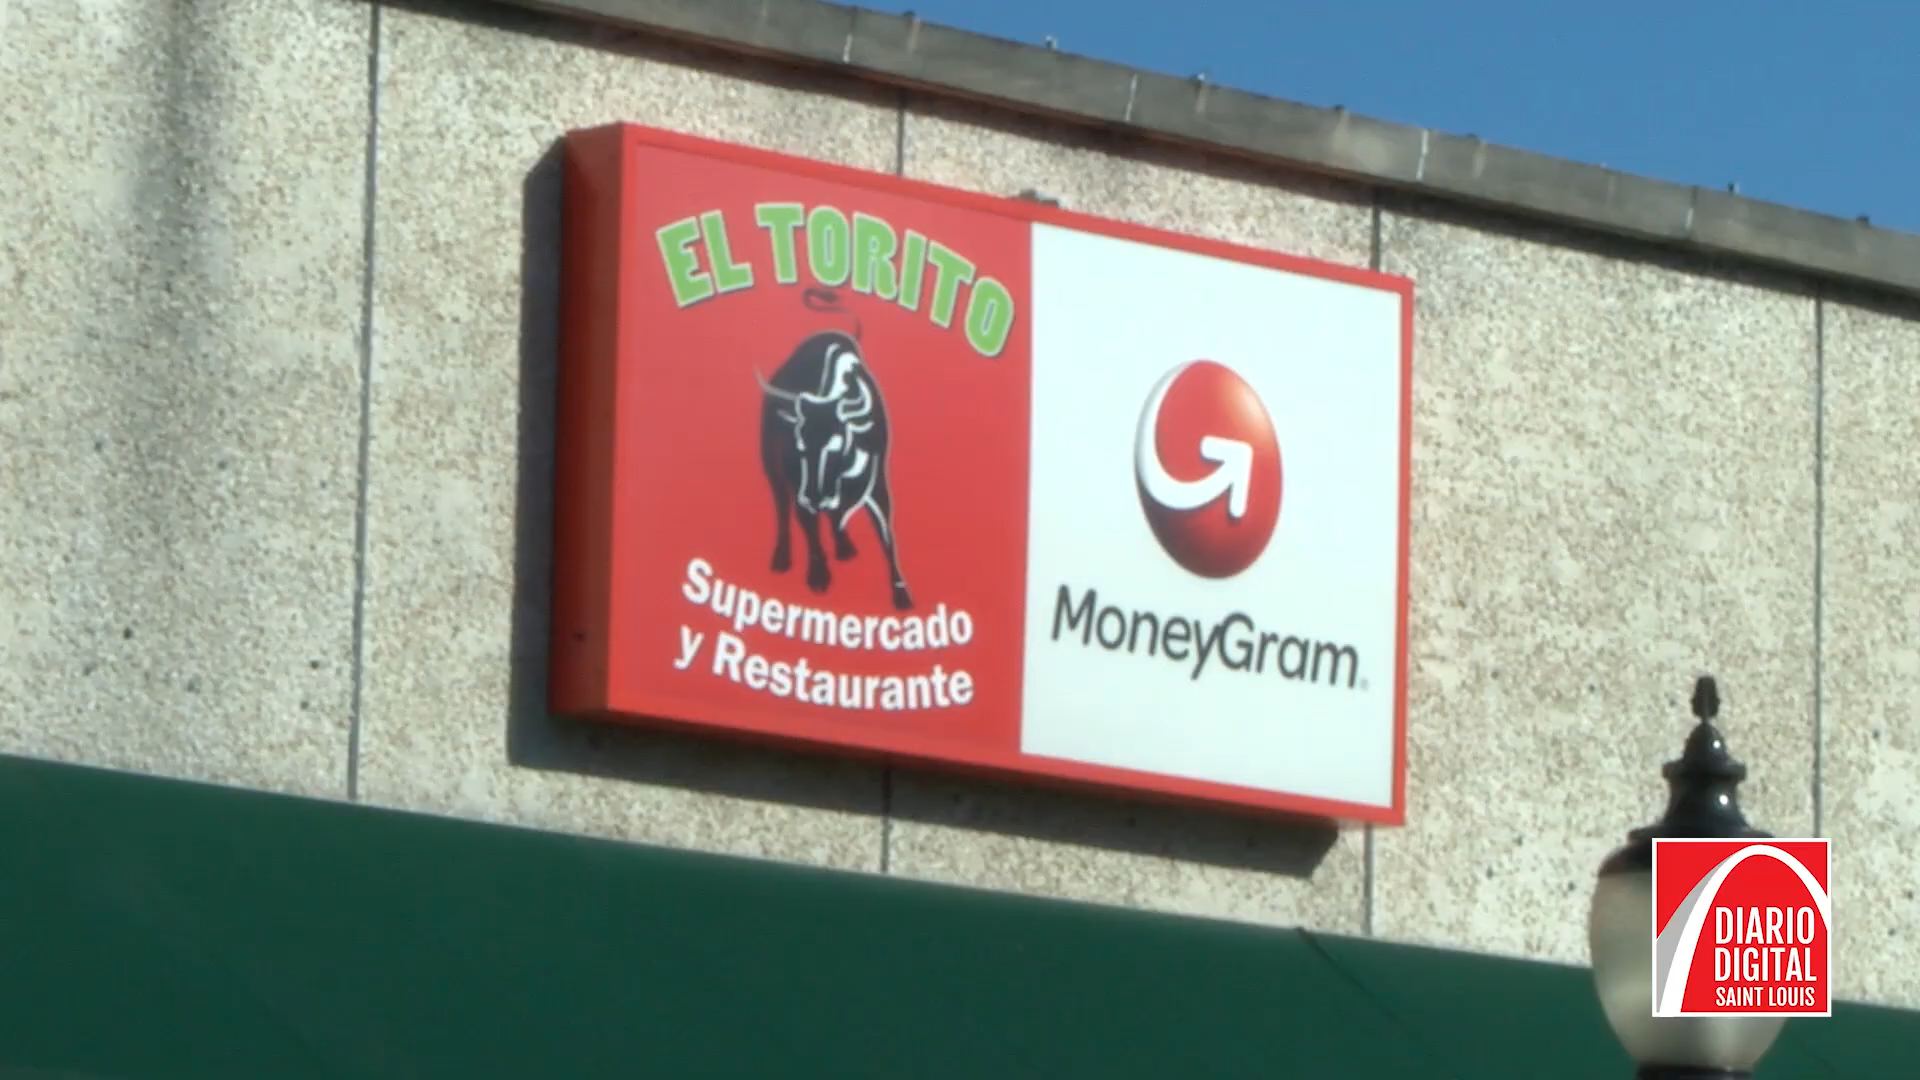 EL TORITO
Supermercado
y Restaurante
MoneyGram®
DIARIO
DIGITAL
SAINT LOUIS